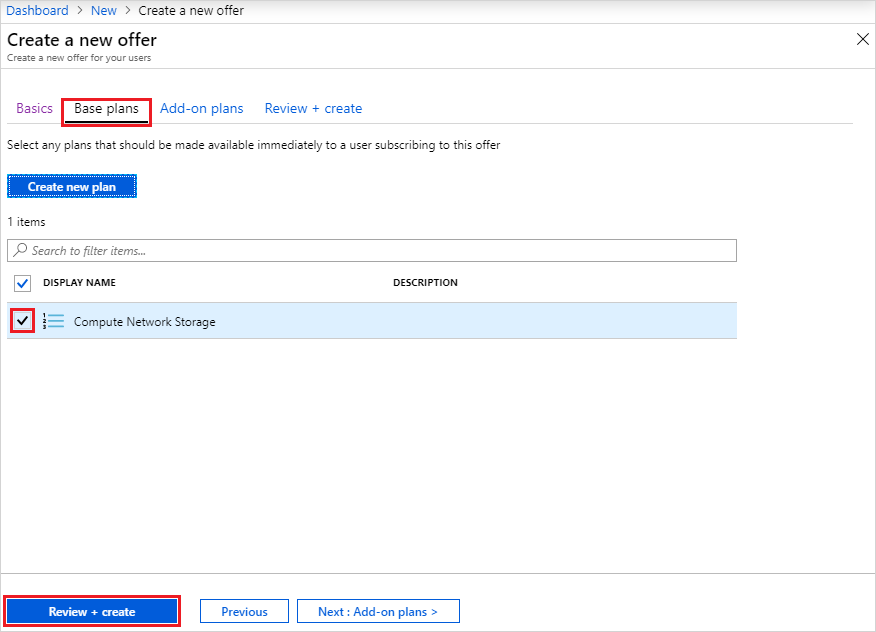 Dashboard > New > Create a new offer
Create a new offer
Create a new offer for your users
Basics Base plans Add-on plans Review + create
Select any plans that should be made available immediately to a user subscribing to this offer
Create new plan
1 items
Search to filter items...
DISPLAY NAME DESCRIPTION
1 2 3 Compute Network Storage
Review + create Previous Next : Add-on plans >